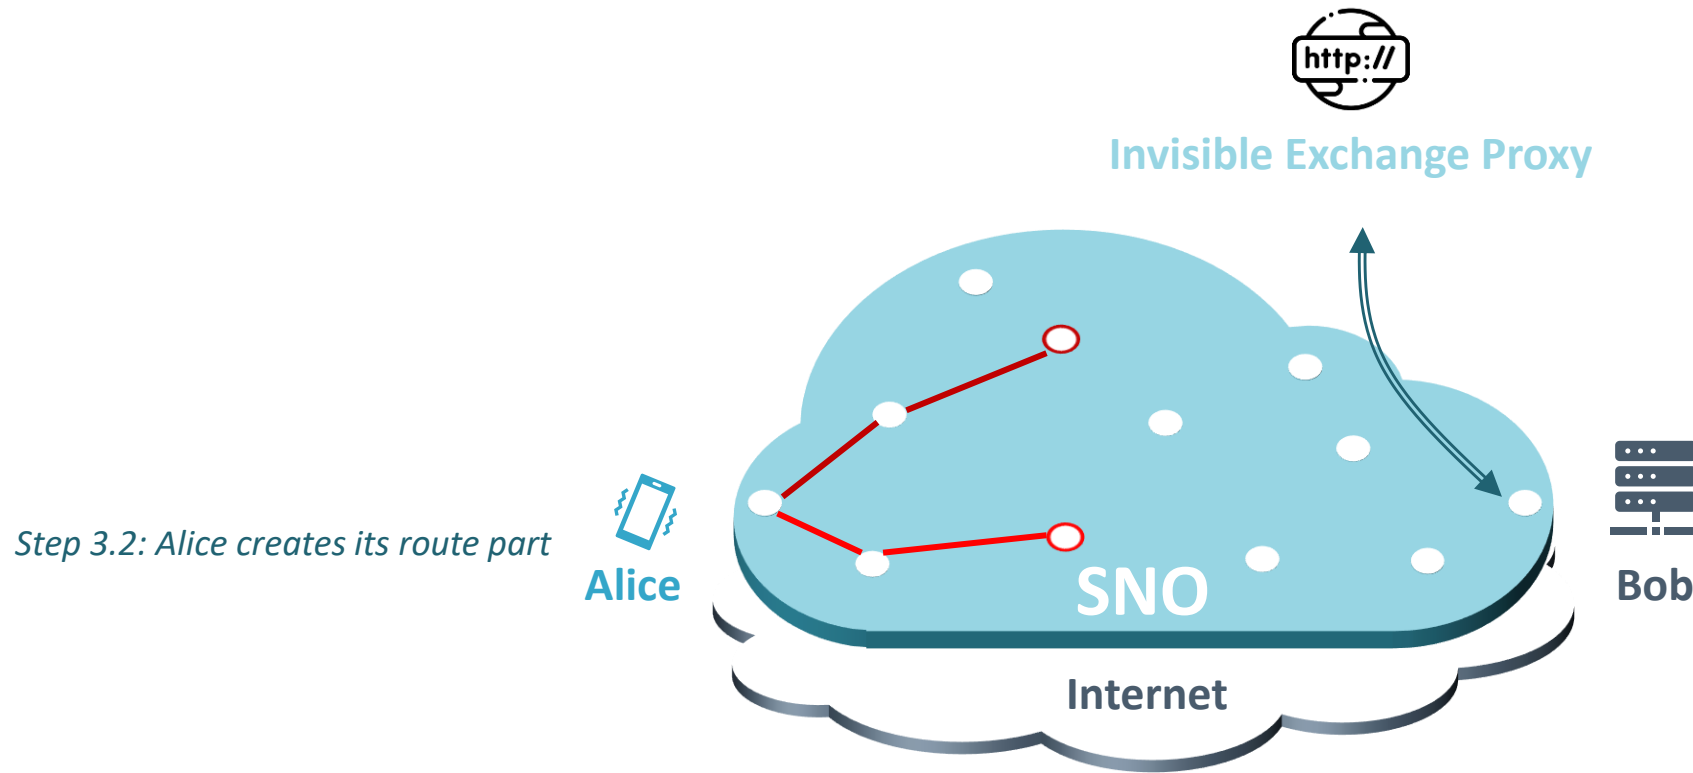 http://
Invisible Exchange Proxy
Step 3.2: Alice creates its route part
Alice
SNO
Bob
Internet